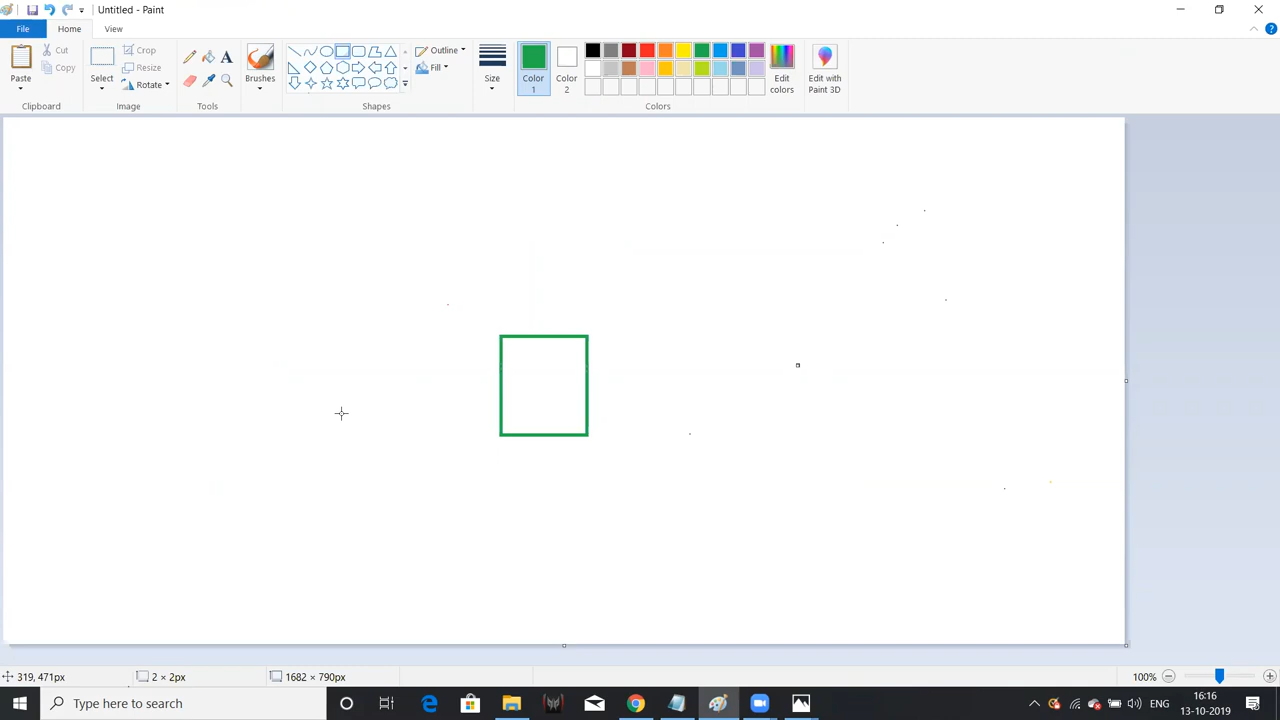 Untitled - Paint
File Home View
Paste
Cut
Copy
Clipboard
Select
Crop
Resize
Rotate
Image
Tools
Brushes
Shapes
Outline
Fill
Size
Color 1
Color 2
Colors
Edit colors
Edit with Paint 3D
319, 471px
2 × 2px
1682 × 790px
100%
Type here to search
ENG
16:16
13-10-2019